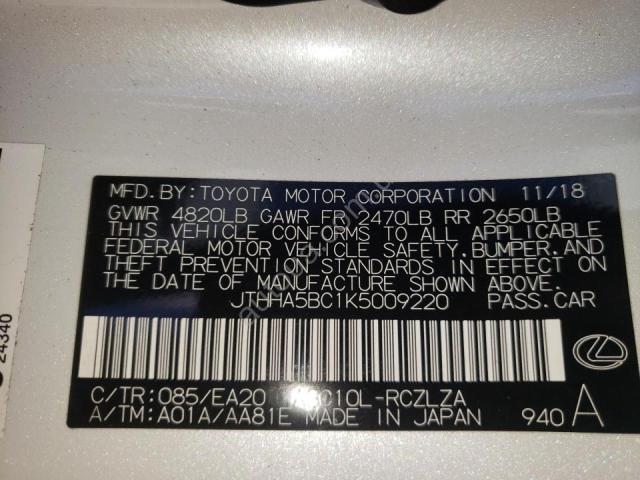 MFD.BY:TOYOTA MOTOR CORPORATION 11/18
GVWR 4820LB GAWR FR 2470LB RR 2650LB
THIS VEHICLE CONFORMS TO ALL APPLICABLE
FEDERAL MOTOR VEHICLE SAFETY, BUMPER, AND
THEFT PREVENTION STANDARDS IN EFFECT ON
THE DATE OF MANUFACTURE SHOWN ABOVE.
PASS.CAR
C/TR:085/EA20
A/TM:A01A/AA81E MADE IN JAPAN 940 A
24340